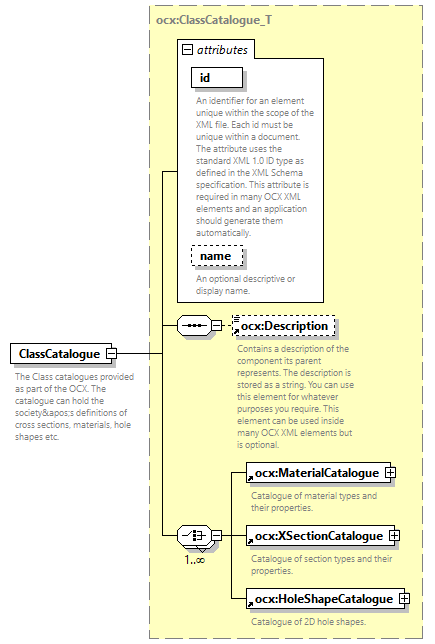 ocx:ClassCatalogue_T
attributes
id
An identifier for an element
unique within the scope of the
XML file. Each id must be
unique within a document.
The attribute uses the
standard XML 1.0 ID type as
defined in the XML Schema
specification. This attribute is
required in many OCX XML
elements and an application
should generate them
automatically.
name
An optional descriptive or
display name.
ocx:Description
Contains a description of the
component its parent
represents. The description is
stored as a string. You can use
this element for whatever
purposes you require. This
element can be used inside
many OCX XML elements but
is optional.
ClassCatalogue
The Class catalogues provided
as part of the OCX. The
catalogue can hold the
society&apos;s definitions of
cross sections, materials, hole
shapes etc.
1..∞
ocx:MaterialCatalogue
Catalogue of material types and
their properties.
ocx:XSectionCatalogue
Catalogue of section types and their
properties.
ocx:HoleShapeCatalogue
Catalogue of 2D hole shapes.